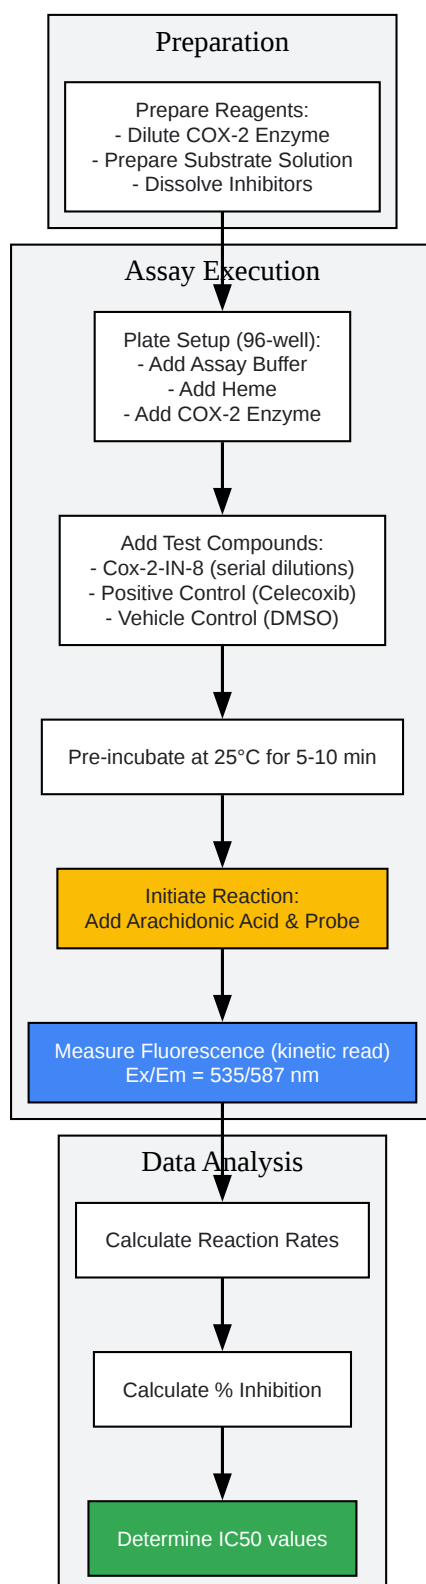 Preparation
Prepare Reagents:
- Dilute COX-2 Enzyme
- Prepare Substrate Solution
- Dissolve Inhibitors
Assay Execution
Plate Setup (96-well):
- Add Assay Buffer
- Add Heme
- Add COX-2 Enzyme
Add Test Compounds:
- Cox-2-IN-8 (serial dilutions)
- Positive Control (Celecoxib)
- Vehicle Control (DMSO)
Pre-incubate at 25°C for 5-10 min
Initiate Reaction:
Add Arachidonic Acid & Probe
Measure Fluorescence (kinetic read)
Ex/Em = 535/587 nm
Data Analysis
Calculate Reaction Rates
Calculate % Inhibition
Determine IC50 values